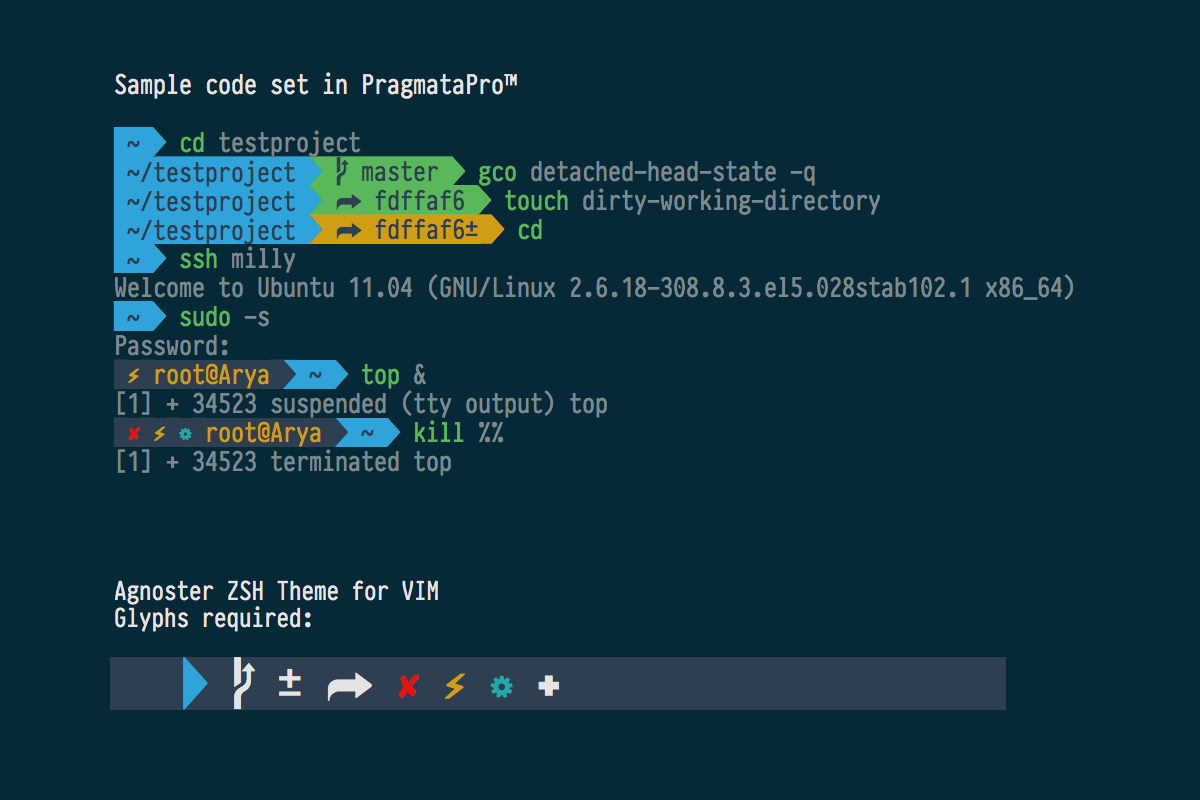 Sample code set in PragmataPro™
~ cd testproject
~/testproject  master gco detached-head-state -q
~/testproject ➦ fdffaf6 touch dirty-working-directory
~/testproject ➦ fdffaf6± cd
~ ssh milly
Welcome to Ubuntu 11.04 (GNU/Linux 2.6.18-308.8.3.el5.028stab102.1 x86_64)
~ sudo -s
Password:
⚡ root@Arya ~ top &
[1] + 34523 suspended (tty output) top
✘ ⚡ ⚙ root@Arya ~ kill %%
[1] + 34523 terminated top
Agnoster ZSH Theme for VIM
Glyphs required:
  ± ➦ ✘ ⚡ ⚙ ✚